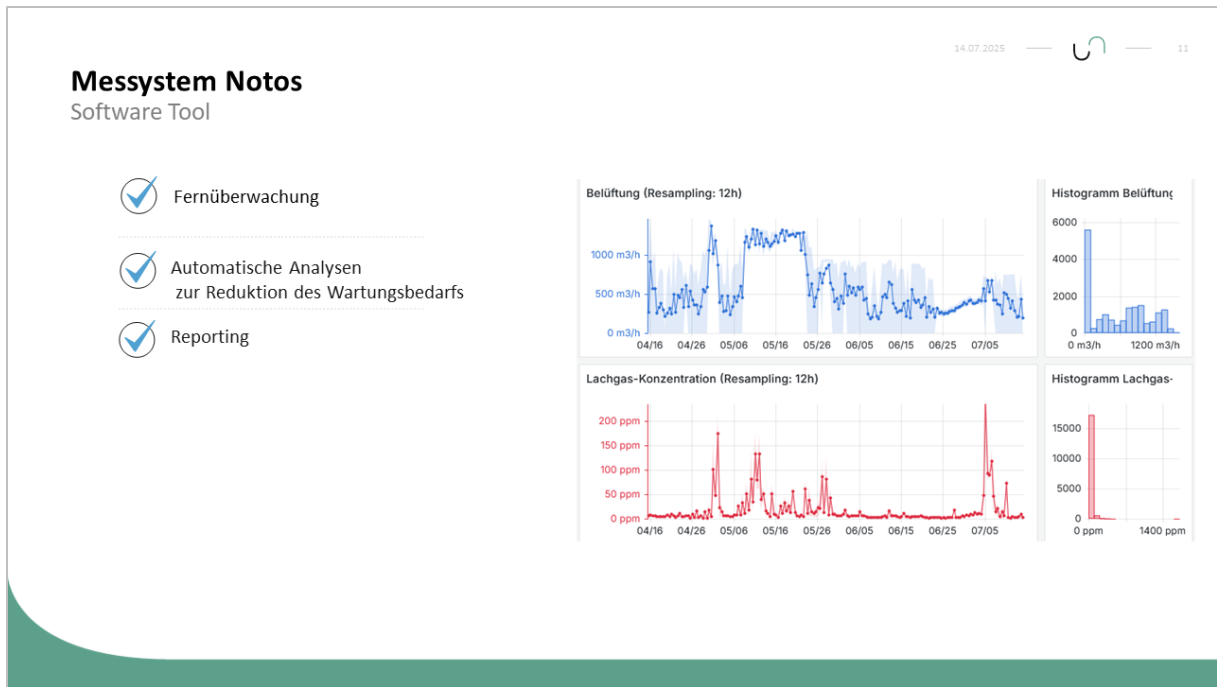 14.07.2025
11
Messystem Notos
Software Tool
Fernüberwachung
Automatische Analysen
zur Reduktion des Wartungsbedarfs
Reporting
Belüftung (Resampling: 12h)
1000 m3/h
500 m3/h
0 m3/h
04/16 04/26 05/06 05/16 05/26 06/05 06/15 06/25 07/05
Histogramm Belüftung
6000
4000
2000
0
0 m3/h 1200 m3/h
Lachgas-Konzentration (Resampling: 12h)
200 ppm
150 ppm
100 ppm
50 ppm
0 ppm
04/16 04/26 05/06 05/16 05/26 06/05 06/15 06/25 07/05
Histogramm Lachgas-
15000
10000
5000
0
0 ppm 1400 ppm